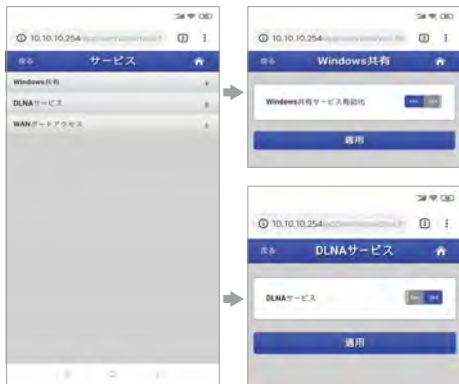 10.10.10.254
戻る サービス
Windows共有
DLNAサービス
WANポートアクセス
10.10.10.254
戻る Windows共有
Windows共有サービス有効化
適用
10.10.10.254
戻る DLNAサービス
DLNAサービス
適用